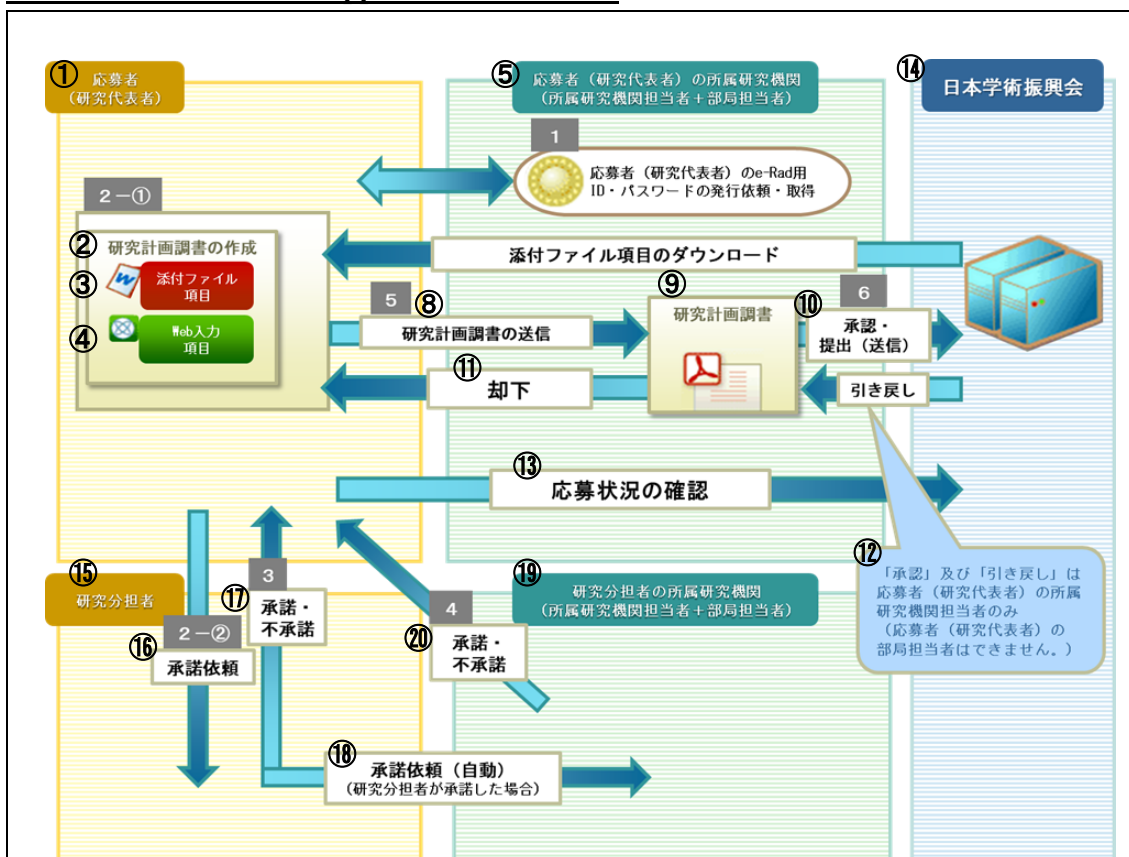 ①
応募者
（研究代表者）
⑤
応募者（研究代表者）の所属研究機関
（所属研究機関担当者＋部局担当者）
⑭
日本学術振興会
1
応募者（研究代表者）のe-Rad用
ID・パスワードの発行依頼・取得
2－①
②
研究計画調書の作成
③
添付ファイル
項目
④
Web入力
項目
添付ファイル項目のダウンロード
5
⑧
研究計画調書の送信
⑨
研究計画調書
⑩
6
承認・
提出（送信）
⑪
却下
引き戻し
⑬
応募状況の確認
⑫
「承認」及び「引き戻し」は
応募者（研究代表者）の所属
研究機関担当者のみ
（応募者（研究代表者）の
部局担当者はできません。）
⑮
研究分担者
⑯
2－②
承諾依頼
⑰
3
承諾・
不承諾
⑲
研究分担者の所属研究機関
（所属研究機関担当者＋部局担当者）
⑳
4
承諾・
不承諾
⑱
承諾依頼（自動）
（研究分担者が承諾した場合）